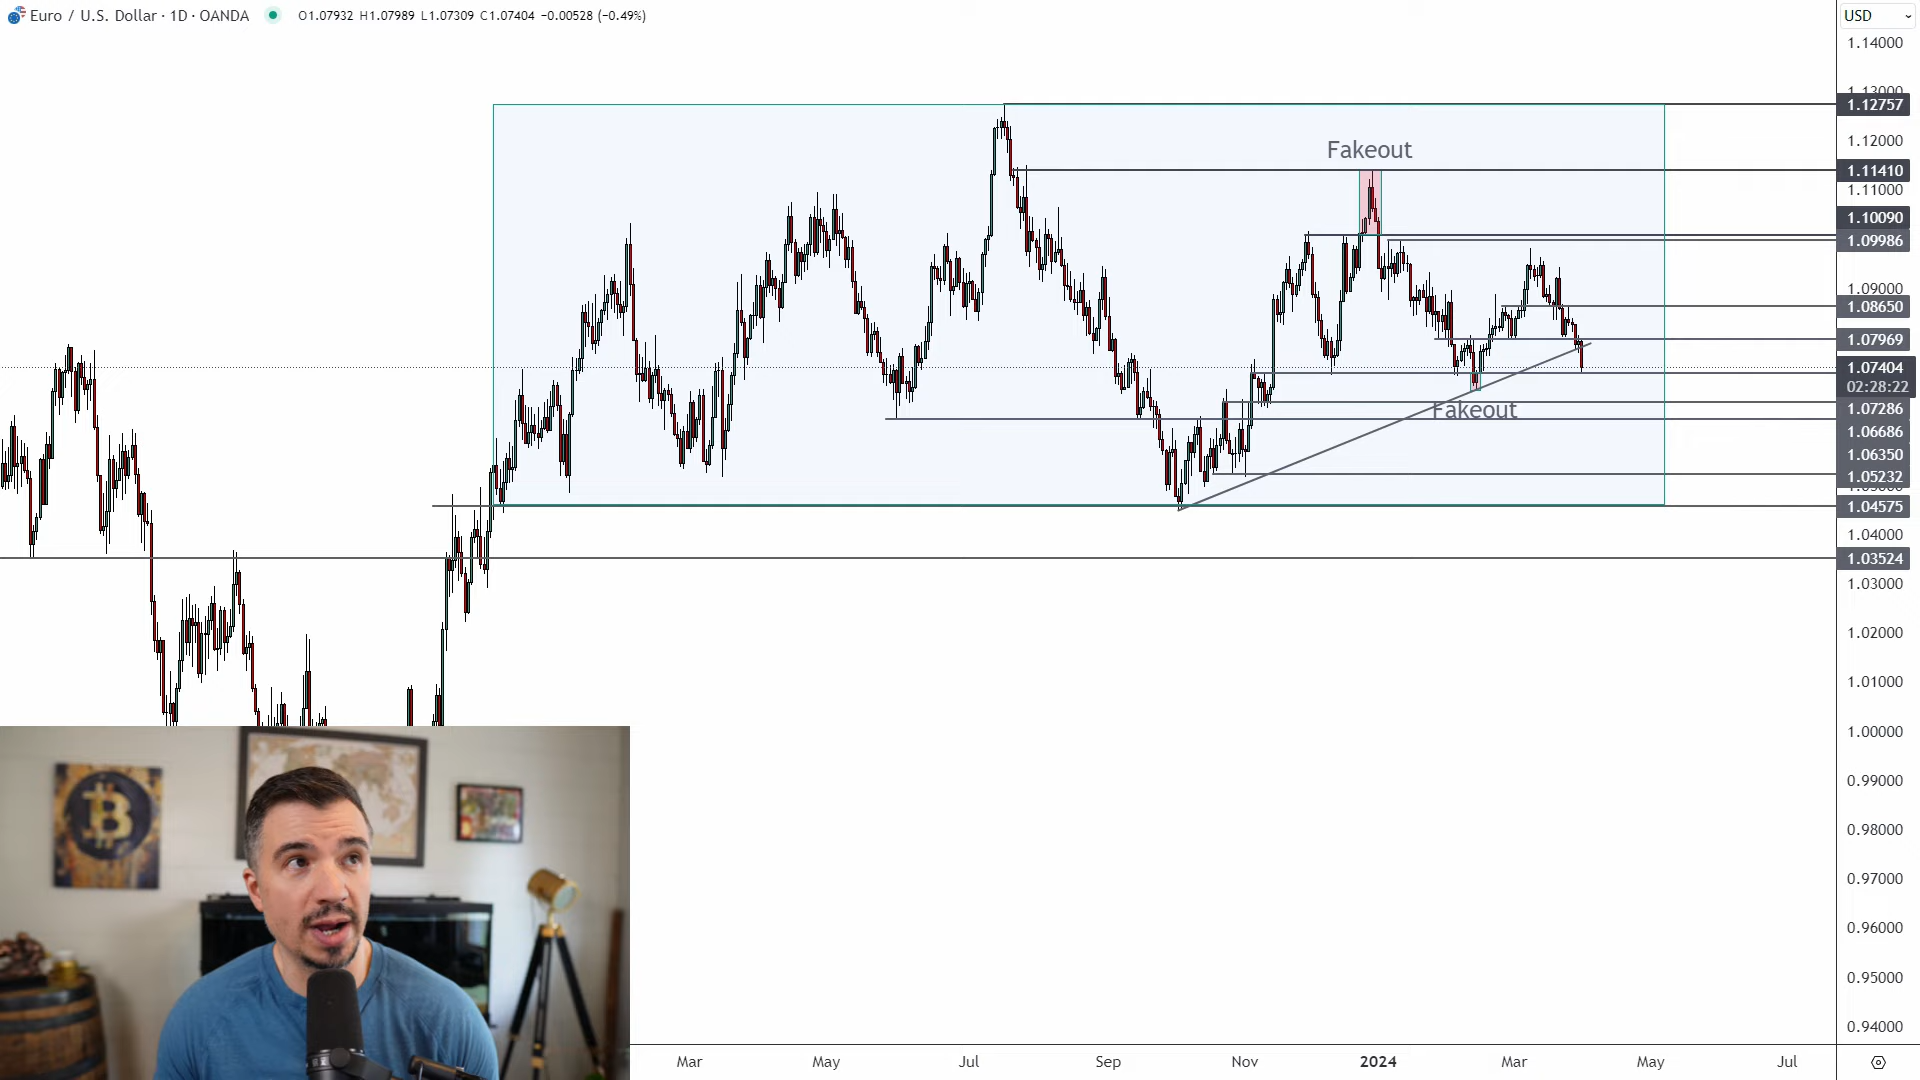 Euro / U.S. Dollar · 1D · OANDA
O1.07932 H1.07989 L1.07309 C1.07404 −0.00528 (−0.49%)
USD
1.14000
1.13000
1.12757
1.12000
1.11410
1.11000
1.10090
1.09986
1.09000
1.08650
1.07969
1.07404
02:28:22
1.07286
1.06686
1.06350
1.05232
1.04575
1.04000
1.03524
1.03000
1.02000
1.01000
1.00000
0.99000
0.98000
0.97000
0.96000
0.95000
0.94000
Fakeout
Fakeout
Mar
May
Jul
Sep
Nov
2024
Mar
May
Jul